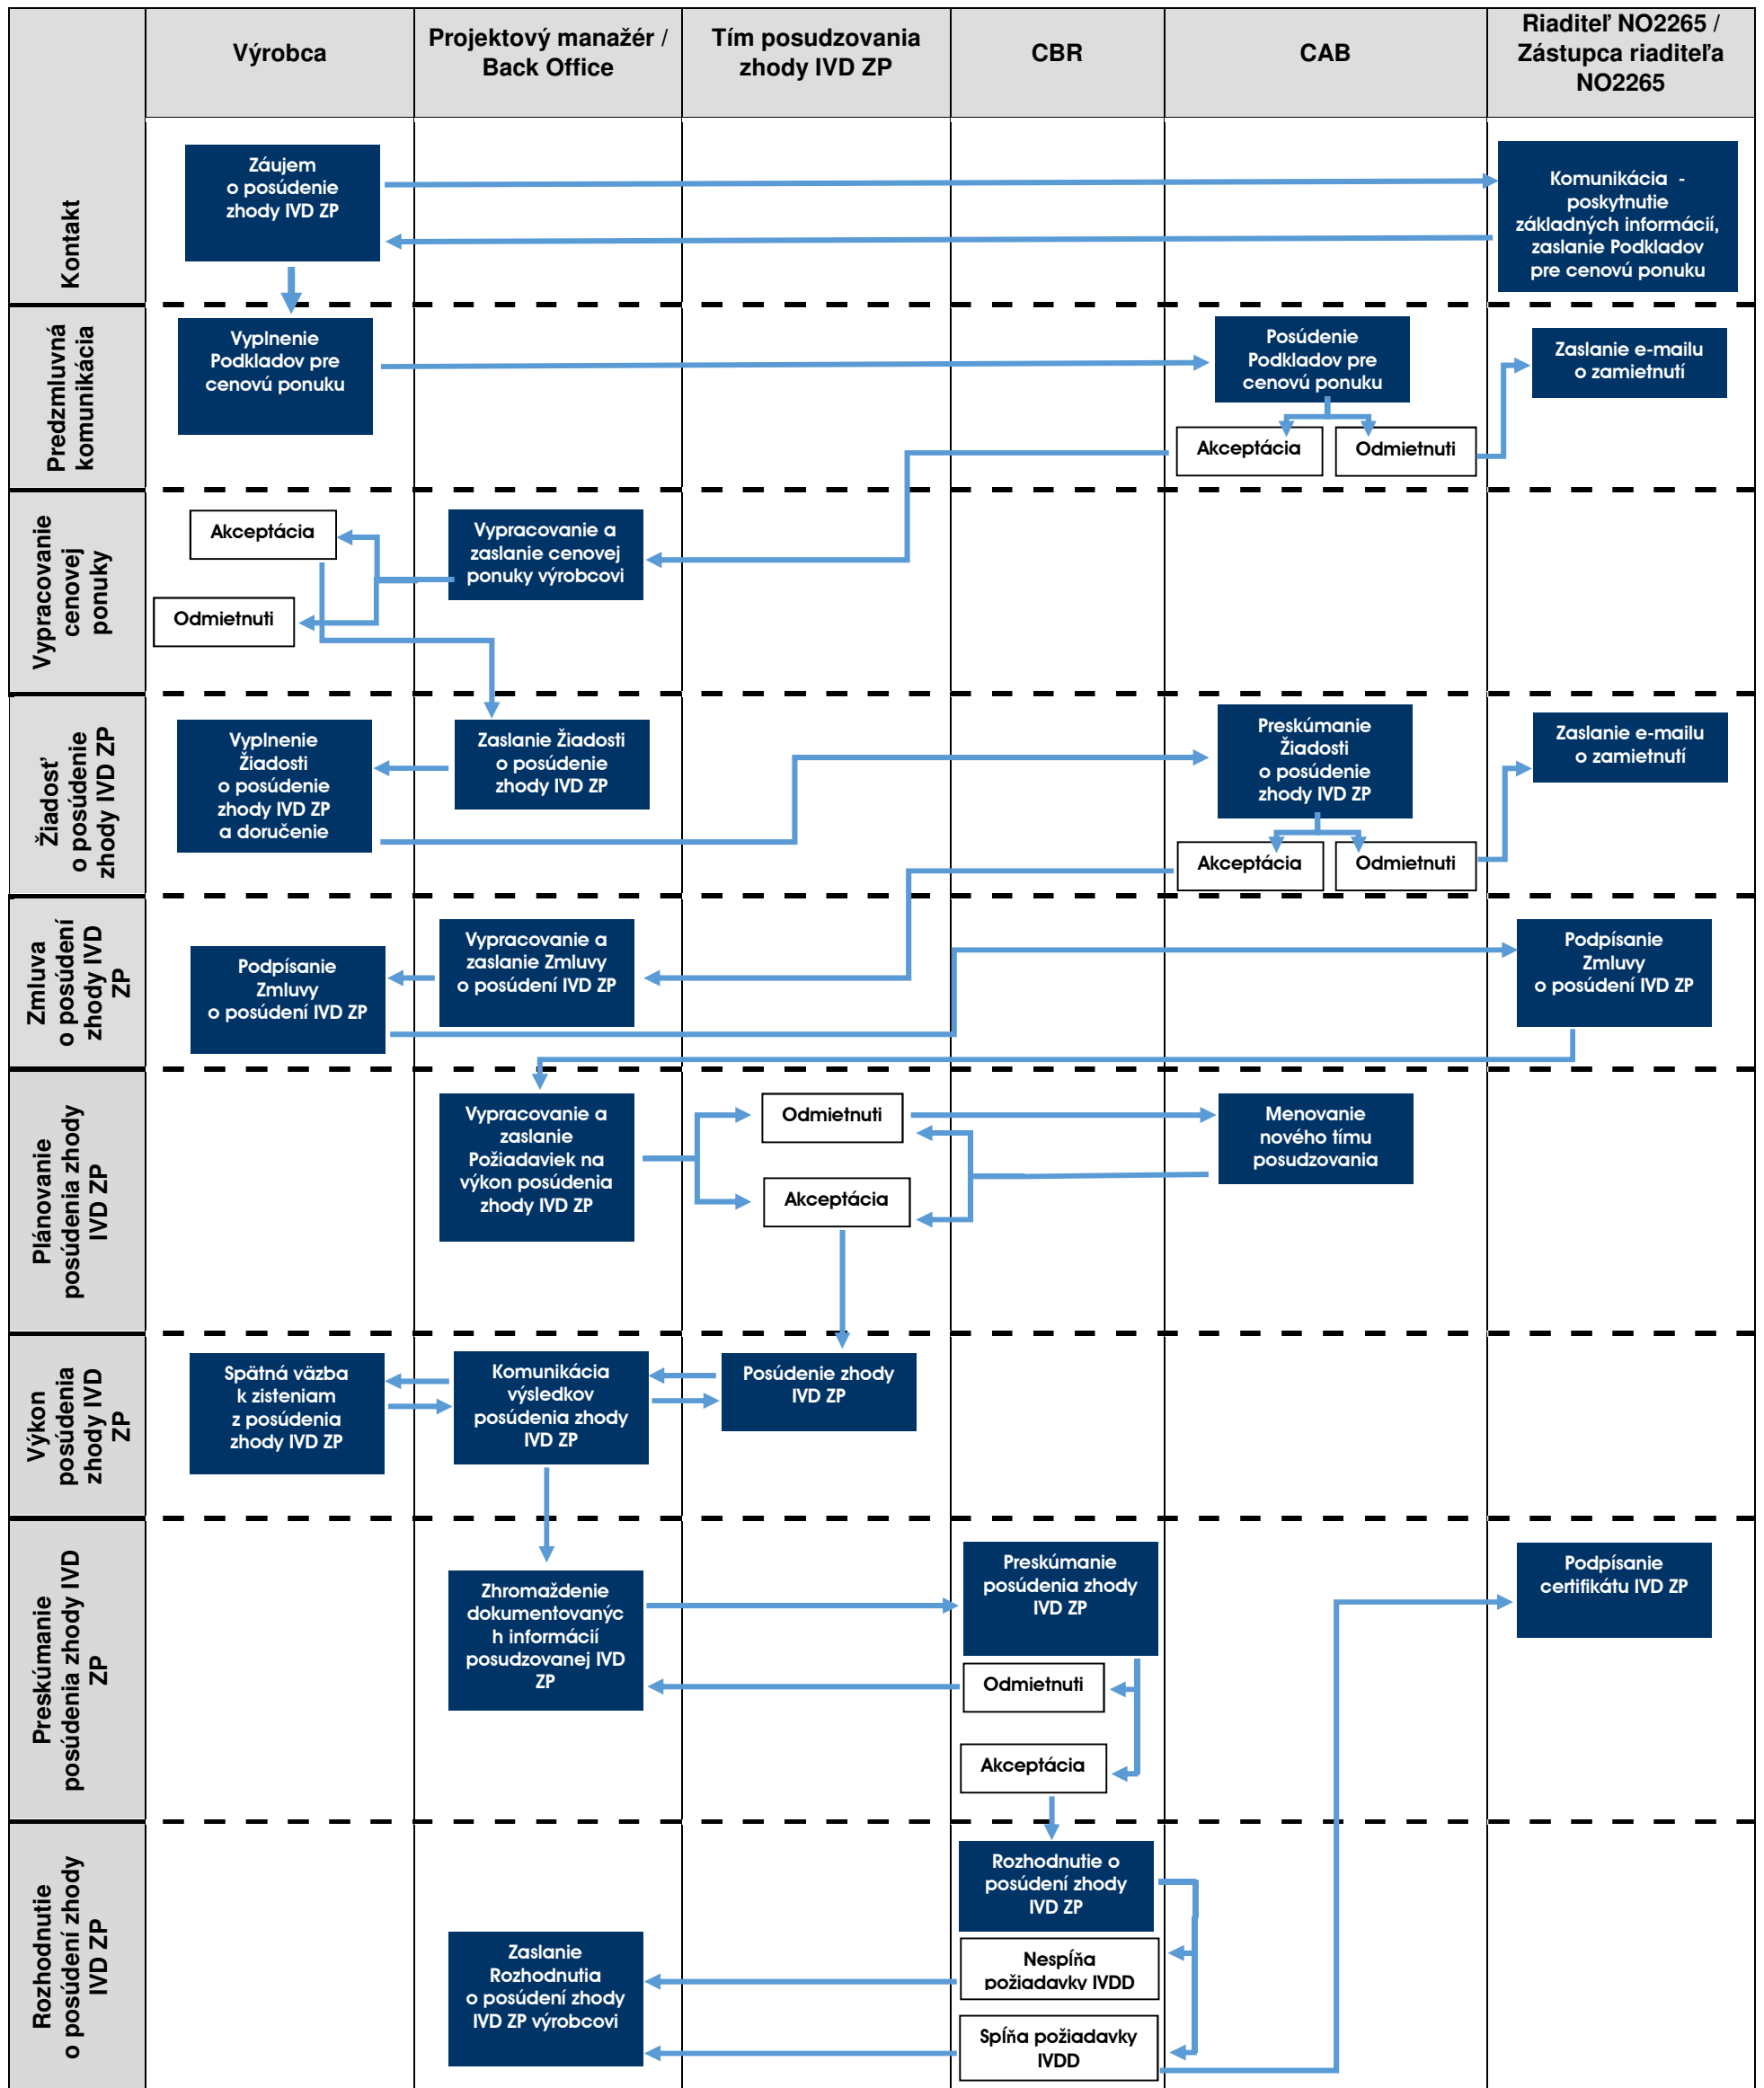 Výrobca
Projektový manažér /
Back Office
Tím posudzovania
zhody IVD ZP
CBR
CAB
Riaditeľ NO2265 /
Zástupca riaditeľa
NO2265
Kontakt
Záujem
o posúdenie
zhody IVD ZP
Komunikácia -
poskytnutie
základných informácií,
zaslanie Podkladov
pre cenovú ponuku
Predzmluvná
komunikácia
Vyplnenie
Podkladov pre
cenovú ponuku
Posúdenie
Podkladov pre
cenovú ponuku
Akceptácia
Odmietnuti
Zaslanie e-mailu
o zamietnutí
Vypracovanie
cenovej
ponuky
Akceptácia
Odmietnuti
Vypracovanie a
zaslanie cenovej
ponuky výrobcovi
Žiadosť
o posúdenie
zhody IVD ZP
Vyplnenie
Žiadosti
o posúdenie
zhody IVD ZP
a doručenie
Zaslanie Žiadosti
o posúdenie
zhody IVD ZP
Preskúmanie
Žiadosti
o posúdenie
zhody IVD ZP
Akceptácia
Odmietnuti
Zaslanie e-mailu
o zamietnutí
Zmluva
o posúdení
zhody IVD
ZP
Podpísanie
Zmluvy
o posúdení IVD ZP
Vypracovanie a
zaslanie Zmluvy
o posúdení IVD ZP
Podpísanie
Zmluvy
o posúdení IVD ZP
Plánovanie
posúdenia zhody
IVD ZP
Vypracovanie a
zaslanie
Požiadaviek na
výkon posúdenia
zhody IVD ZP
Odmietnuti
Akceptácia
Menovanie
nového tímu
posudzovania
Výkon
posúdenia
zhody IVD
ZP
Spätná väzba
k zisteniam
z posúdenia
zhody IVD ZP
Komunikácia
výsledkov
posúdenia zhody
IVD ZP
Posúdenie zhody
IVD ZP
Preskúmanie
posúdenia zhody IVD
ZP
Zhromaždenie
dokumentovanýc
h informácií
posudzovanej IVD
ZP
Preskúmanie
posúdenia zhody
IVD ZP
Odmietnuti
Akceptácia
Podpísanie
certifikátu IVD ZP
Rozhodnutie
o posúdení zhody
IVD ZP
Zaslanie
Rozhodnutia
o posúdení zhody
IVD ZP výrobcovi
Rozhodnutie o
posúdení zhody
IVD ZP
Nespĺňa
požiadavky IVDD
Spĺňa požiadavky
IVDD